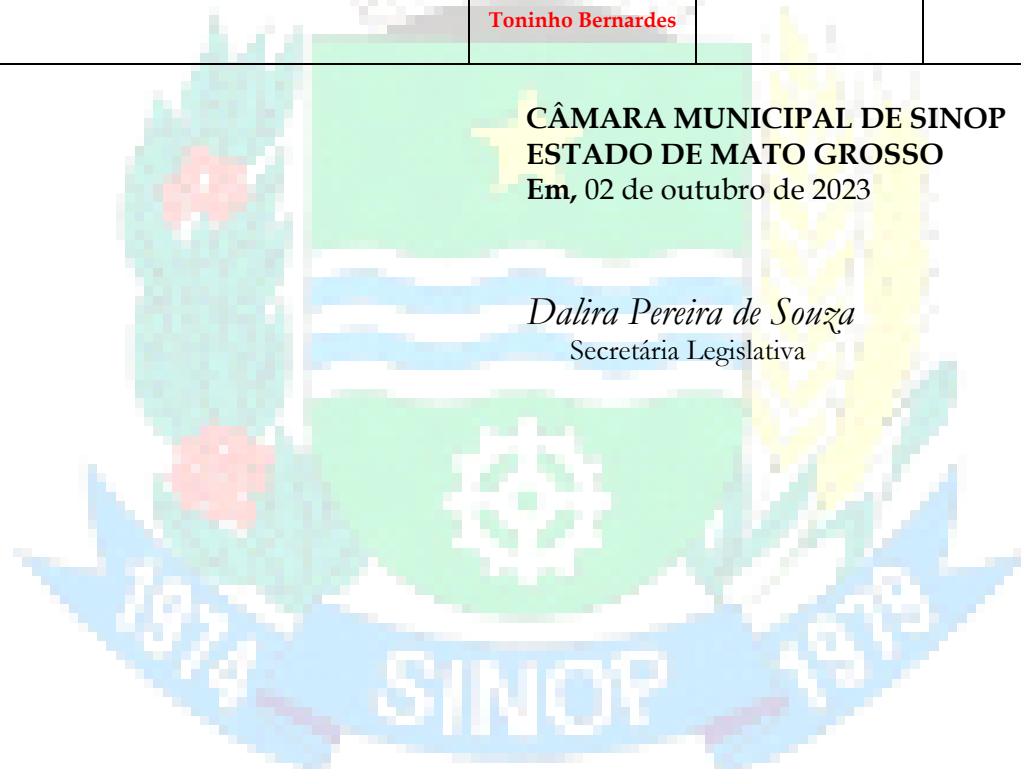 Toninho Bernardes
CÂMARA MUNICIPAL DE SINOP
ESTADO DE MATO GROSSO
Em, 02 de outubro de 2023
Dalira Pereira de Souza
Secretária Legislativa
1974
SINOP
1979